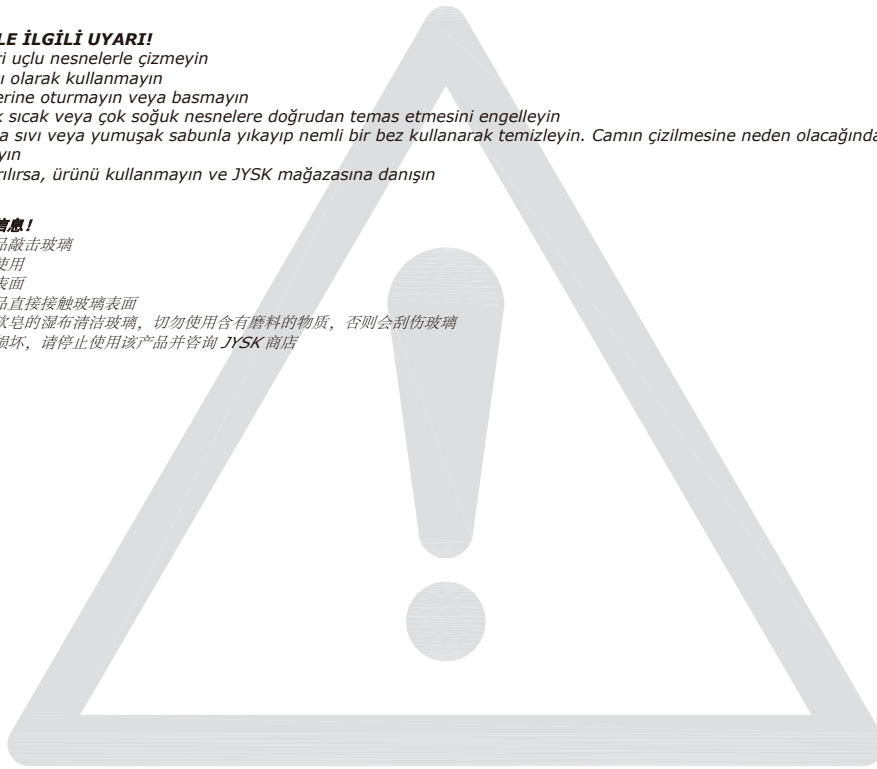 LE İLGİLİ UYARI!
ri uçlu nesnelerle çizmeyin
ı olarak kullanmayın
erine oturmayın veya basmayın
k sıcak veya çok soğuk nesnelere doğrudan temas etmesini engelleyin
a sıvı veya yumuşak sabunla yıkayıp nemli bir bez kullanarak temizleyin. Camın çizilmesine neden olacağında
yın
rılırsa, ürünü kullanmayın ve JYSK mağazasına danışın
信息!
品敲击玻璃
使用
表面
品直接接触玻璃表面
软皂的湿布清洁玻璃，切勿使用含有磨料的物质，否则会刮伤玻璃
损坏，请停止使用该产品并咨询 JYSK 商店